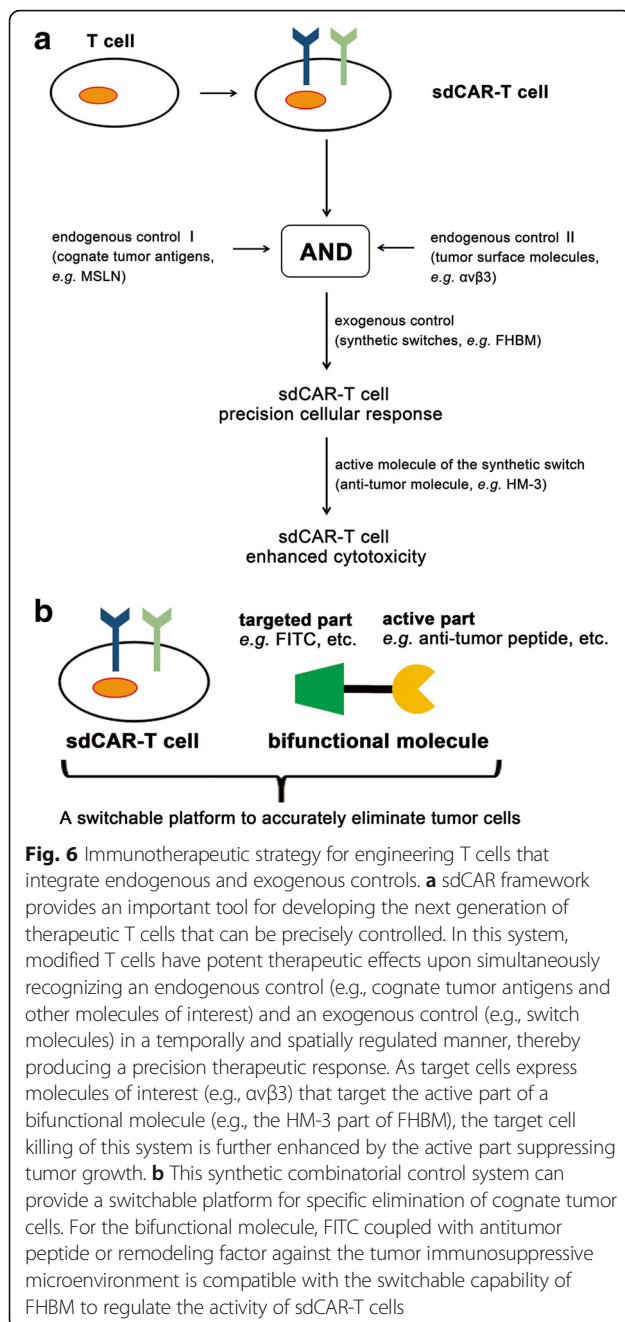 a
T cell
sdCAR-T cell
endogenous control I
(cognate tumor antigens,
e.g. MSLN)
AND
endogenous control II
(tumor surface molecules,
e.g. αvβ3)
exogenous control
(synthetic switches, e.g. FHBM)
sdCAR-T cell
precision cellular response
active molecule of the synthetic switch
(anti-tumor molecule, e.g. HM-3)
sdCAR-T cell
enhanced cytotoxicity
b
targeted part
e.g. FITC, etc.
active part
e.g. anti-tumor peptide, etc.
sdCAR-T cell
bifunctional molecule
A switchable platform to accurately eliminate tumor cells
Fig. 6 Immunotherapeutic strategy for engineering T cells that
integrate endogenous and exogenous controls. a sdCAR framework
provides an important tool for developing the next generation of
therapeutic T cells that can be precisely controlled. In this system,
modified T cells have potent therapeutic effects upon simultaneously
recognizing an endogenous control (e.g., cognate tumor antigens and
other molecules of interest) and an exogenous control (e.g., switch
molecules) in a temporally and spatially regulated manner, thereby
producing a precision therapeutic response. As target cells express
molecules of interest (e.g., αvβ3) that target the active part of a
bifunctional molecule (e.g., the HM-3 part of FHBM), the target cell
killing of this system is further enhanced by the active part suppressing
tumor growth. b This synthetic combinatorial control system can
provide a switchable platform for specific elimination of cognate tumor
cells. For the bifunctional molecule, FITC coupled with antitumor
peptide or remodeling factor against the tumor immunosuppressive
microenvironment is compatible with the switchable capability of
FHBM to regulate the activity of sdCAR-T cells